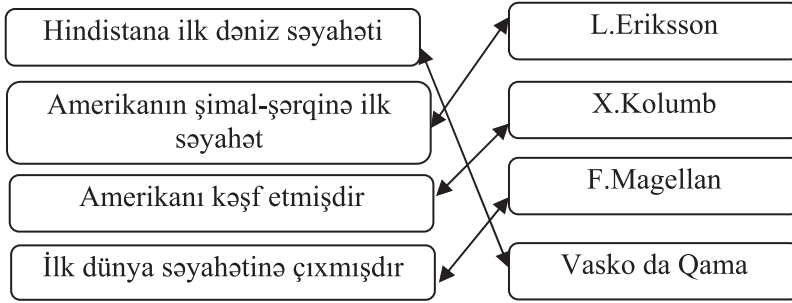 Hindistana ilk dəniz səyahəti
Amerikanın şimal-şərqinə ilk
səyahət
Amerikanı kəşf etmişdir
İlk dünya səyahətinə çıxmışdır
L.Eriksson
X.Kolumb
F.Magellan
Vasko da Qama